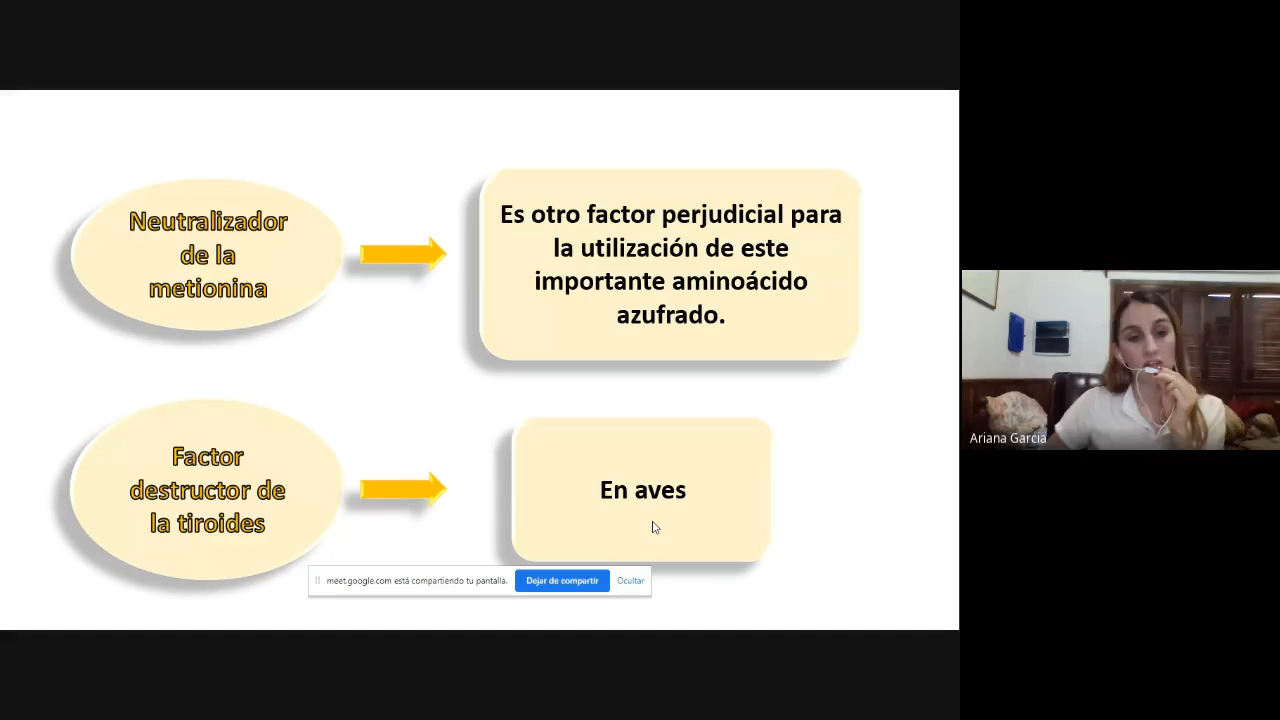 Neutralizador
de la
metionina
Es otro factor perjudicial para
la utilización de este
importante aminoácido
azufrado.
Factor
destructor de
la tiroides
En aves
meet.google.com está compartiendo tu pantalla.
Dejar de compartir
Ocultar
Ariana Garcia